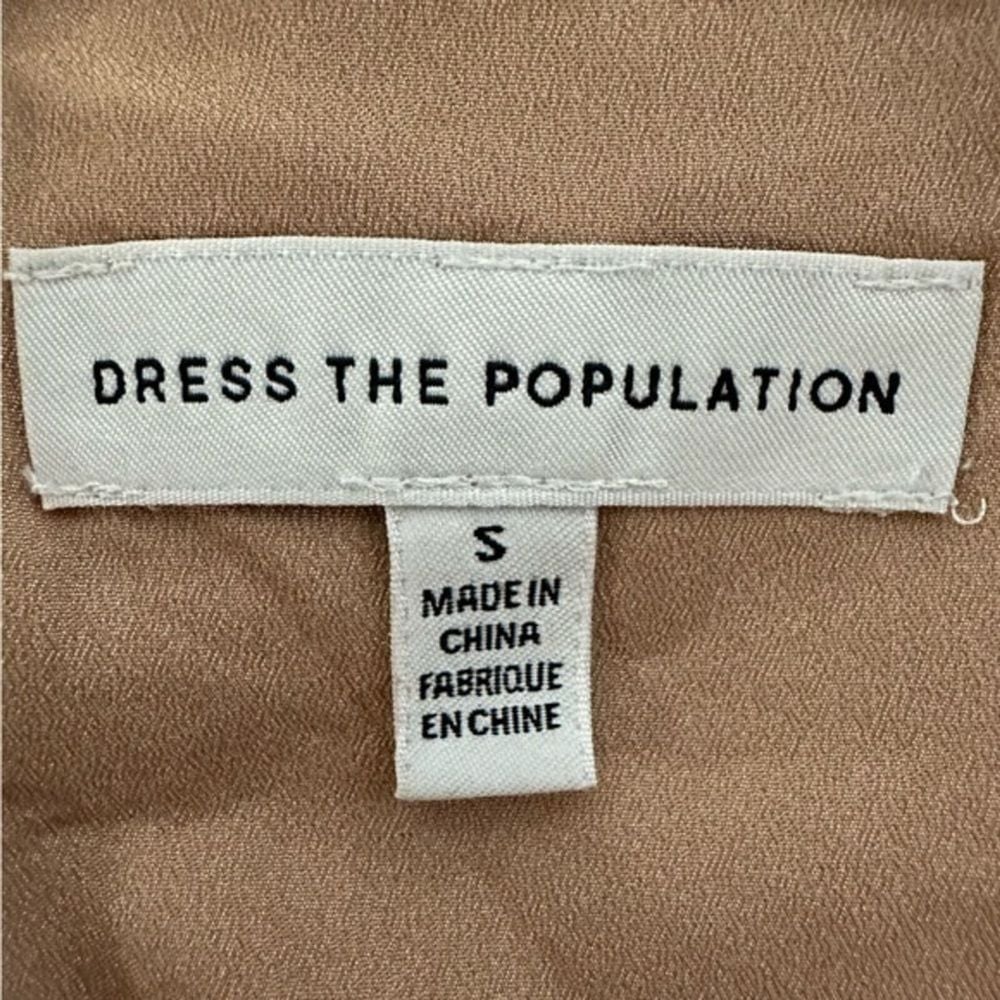 DRESS THE POPULATION
S
MADE IN
CHINA
FABRIQUE
EN CHINE